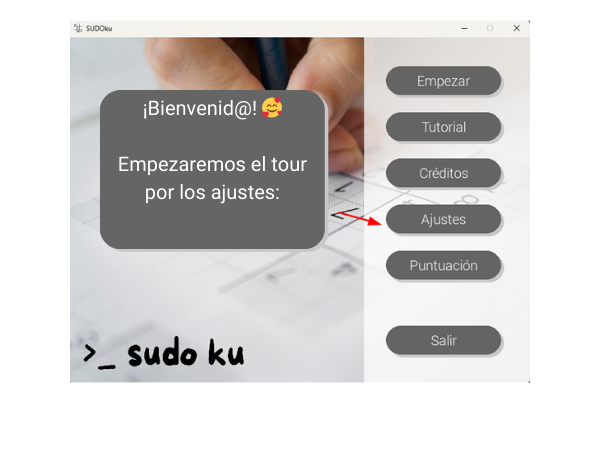 SUDOku
¡Bienvenid@! 🥰
Empezaremos el tour
por los ajustes:
>_ sudo ku
Empezar
Tutorial
Créditos
Ajustes
Puntuación
Salir